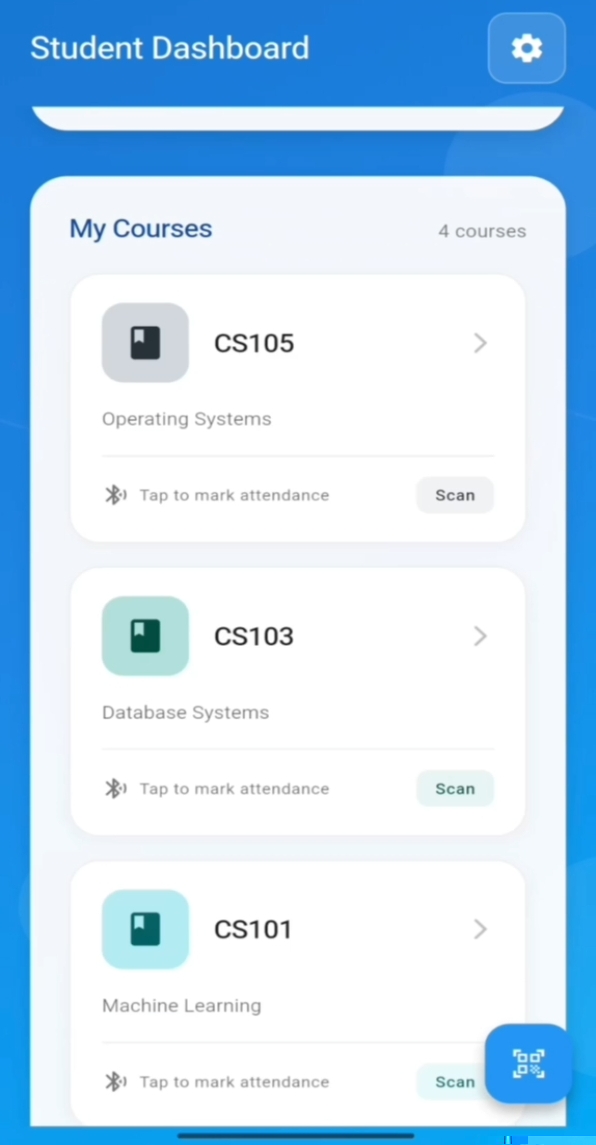 Student Dashboard
My Courses
4 courses
CS105
Operating Systems
Tap to mark attendance
Scan
CS103
Database Systems
Tap to mark attendance
Scan
CS101
Machine Learning
Tap to mark attendance
Scan